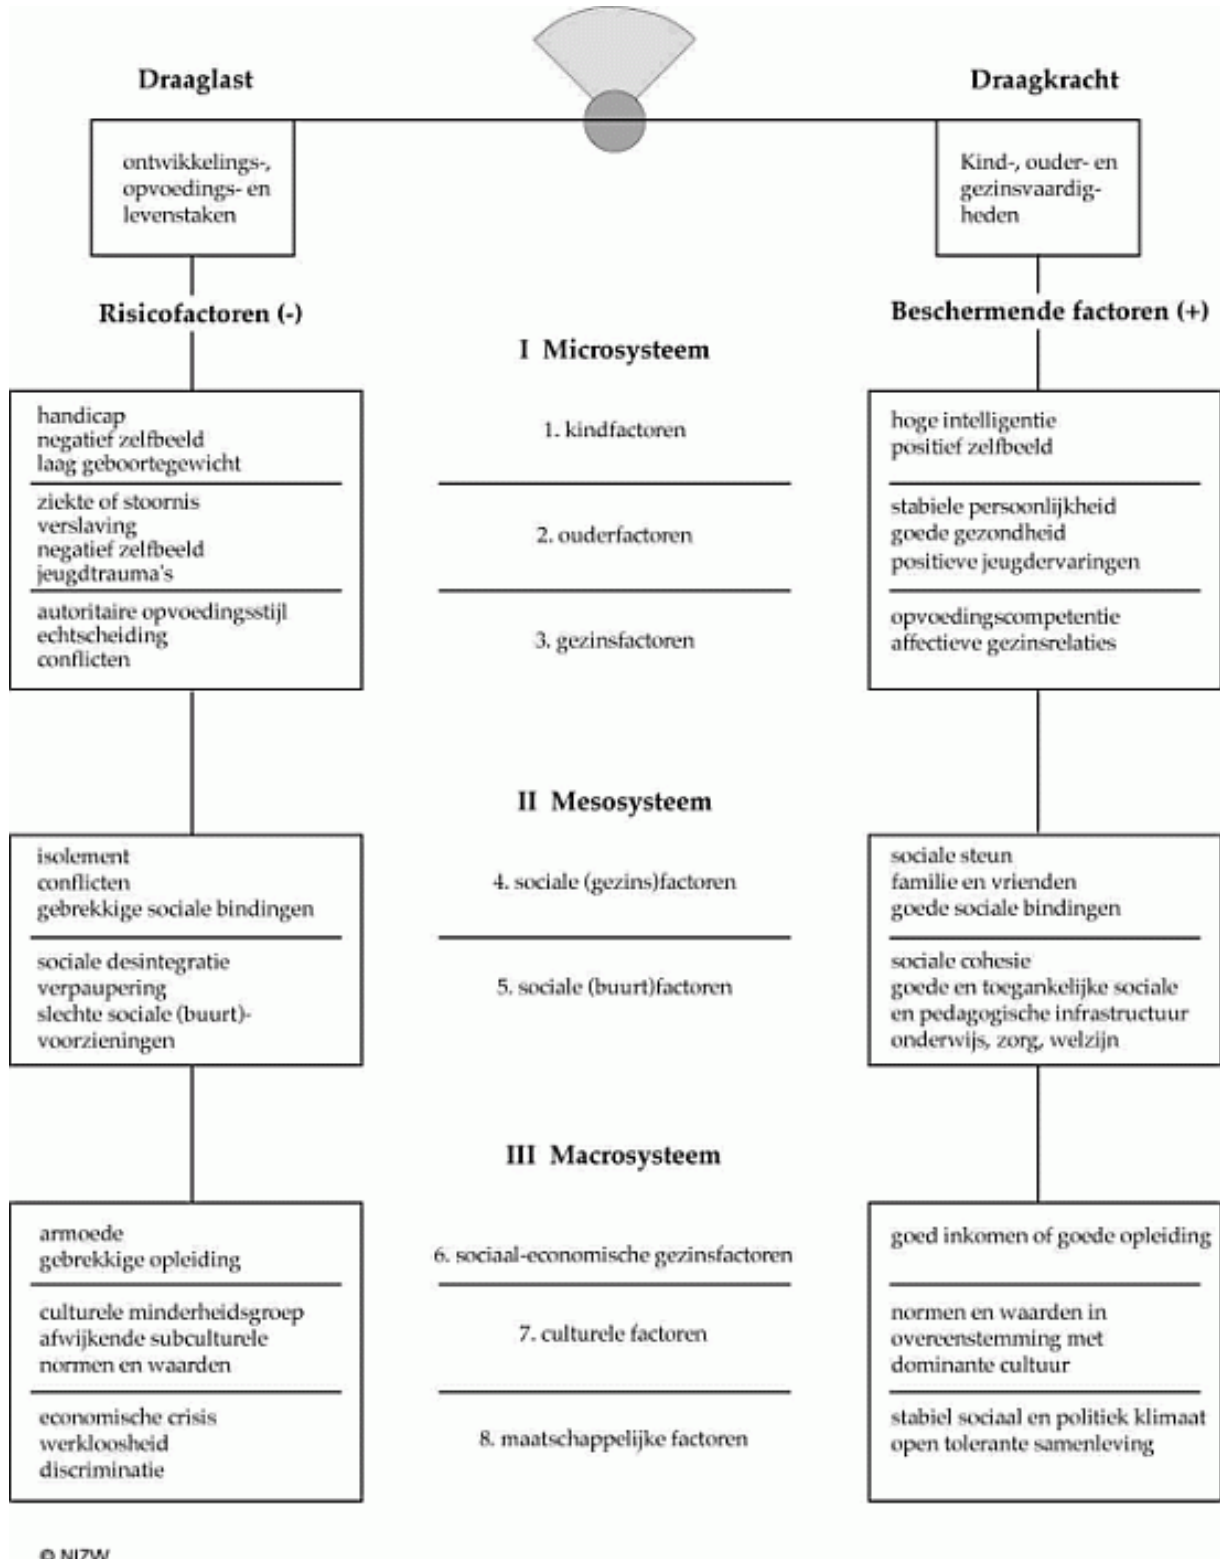 Draaglast
Draagkracht
ontwikkelings-,
opvoedings- en
levenstaken
Kind-, ouder- en
gezinsvaardig-
heden
Risicofactoren (-)
Beschermende factoren (+)
I Microsysteem
handicap
negatief zelfbeeld
laag geboortegewicht
1. kindfactoren
hoge intelligentie
positief zelfbeeld
ziekte of stoornis
verslaving
negatief zelfbeeld
jeugdtrauma's
2. ouderfactoren
stabiele persoonlijkheid
goede gezondheid
positieve jeugdervaringen
autoritaire opvoedingsstijl
echtscheiding
conflicten
3. gezinsfactoren
opvoedingscompetentie
affectieve gezinsrelaties
II Mesosysteem
isolement
conflicten
gebrekkige sociale bindingen
4. sociale (gezins)factoren
sociale steun
familie en vrienden
goede sociale bindingen
sociale desintegratie
verpaupering
slechte sociale (buurt)-
voorzieningen
5. sociale (buurt)factoren
sociale cohesie
goede en toegankelijke sociale
en pedagogische infrastructuur
onderwijs, zorg, welzijn
III Macrosysteem
armoede
gebrekkige opleiding
6. sociaal-economische gezinsfactoren
goed inkomen of goede opleiding
culturele minderheidsgroep
afwijkende subculturele
normen en waarden
7. culturele factoren
normen en waarden in
overeenstemming met
dominante cultuur
economische crisis
werkloosheid
discriminatie
8. maatschappelijke factoren
stabiel sociaal en politiek klimaat
open tolerante samenleving
© NIZW